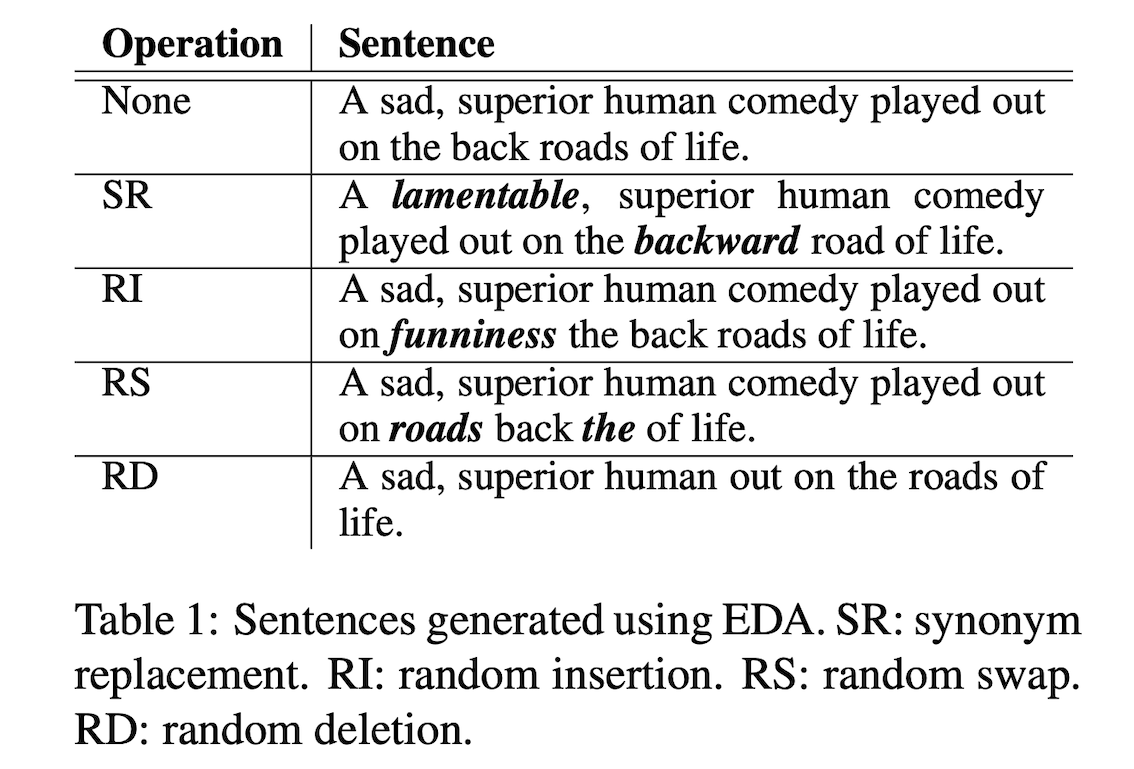 Operation Sentence
None A sad, superior human comedy played out
on the back roads of life.
SR A lamentable, superior human comedy
played out on the backward road of life.
RI A sad, superior human comedy played out
on funniness the back roads of life.
RS A sad, superior human comedy played out
on roads back the of life.
RD A sad, superior human out on the roads of
life.
Table 1: Sentences generated using EDA. SR: synonym
replacement. RI: random insertion. RS: random swap.
RD: random deletion.